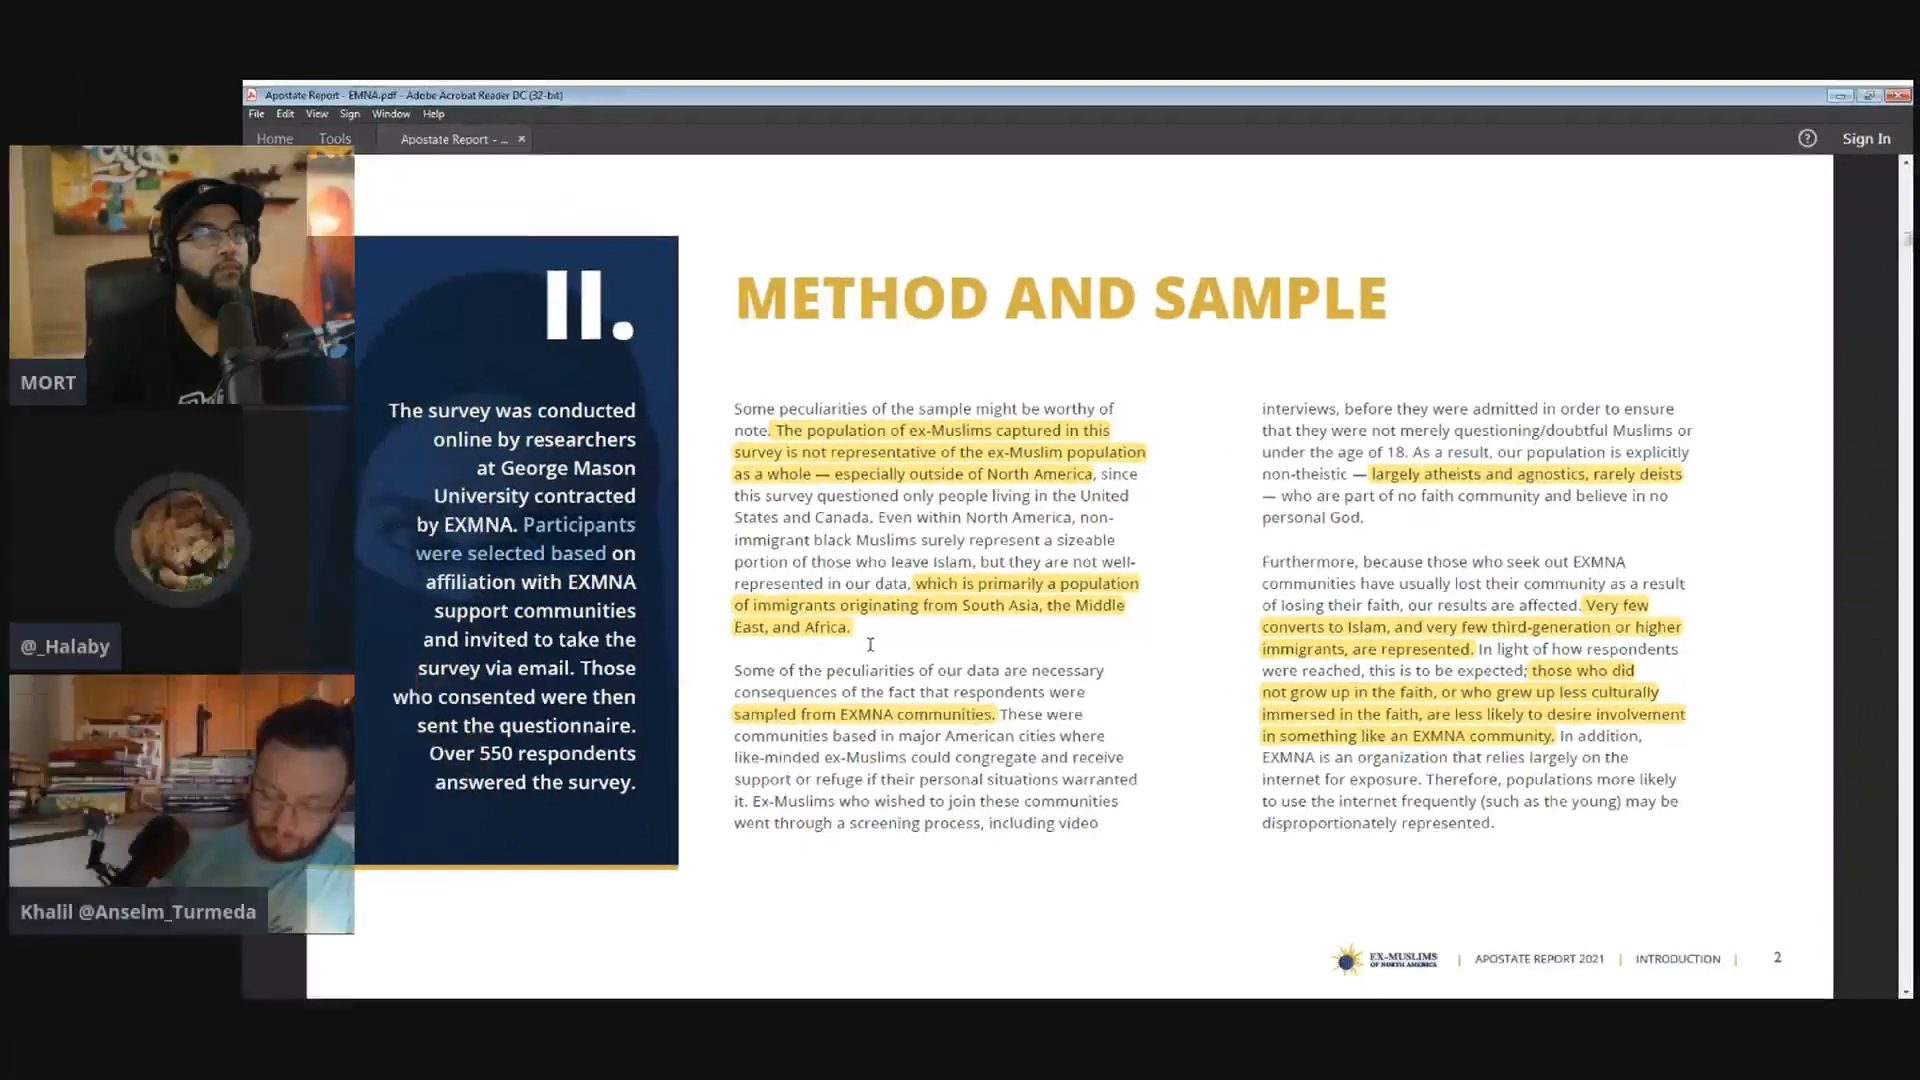 Apostate Report - EMNA.pdf - Adobe Acrobat Reader DC (32-bit)
File Edit View Sign Window Help
Home Tools Apostate Report - ... × ? Sign In
MORT
@_Halaby
Khalil @Anselm_Turmeda
II.
The survey was conducted
online by researchers
at George Mason
University contracted
by EXMNA. Participants
were selected based on
affiliation with EXMNA
support communities
and invited to take the
survey via email. Those
who consented were then
sent the questionnaire.
Over 550 respondents
answered the survey.
METHOD AND SAMPLE
Some peculiarities of the sample might be worthy of
note. The population of ex-Muslims captured in this
survey is not representative of the ex-Muslim population
as a whole — especially outside of North America, since
this survey questioned only people living in the United
States and Canada. Even within North America, non-
immigrant black Muslims surely represent a sizeable
portion of those who leave Islam, but they are not well-
represented in our data, which is primarily a population
of immigrants originating from South Asia, the Middle
East, and Africa.
Some of the peculiarities of our data are necessary
consequences of the fact that respondents were
sampled from EXMNA communities. These were
communities based in major American cities where
like-minded ex-Muslims could congregate and receive
support or refuge if their personal situations warranted
it. Ex-Muslims who wished to join these communities
went through a screening process, including video
interviews, before they were admitted in order to ensure
that they were not merely questioning/doubtful Muslims or
under the age of 18. As a result, our population is explicitly
non-theistic — largely atheists and agnostics, rarely deists
— who are part of no faith community and believe in no
personal God.
Furthermore, because those who seek out EXMNA
communities have usually lost their community as a result
of losing their faith, our results are affected. Very few
converts to Islam, and very few third-generation or higher
immigrants, are represented. In light of how respondents
were reached, this is to be expected; those who did
not grow up in the faith, or who grew up less culturally
immersed in the faith, are less likely to desire involvement
in something like an EXMNA community. In addition,
EXMNA is an organization that relies largely on the
internet for exposure. Therefore, populations more likely
to use the internet frequently (such as the young) may be
disproportionately represented.
EX-MUSLIMS
OF NORTH AMERICA
| APOSTATE REPORT 2021 | INTRODUCTION | 2